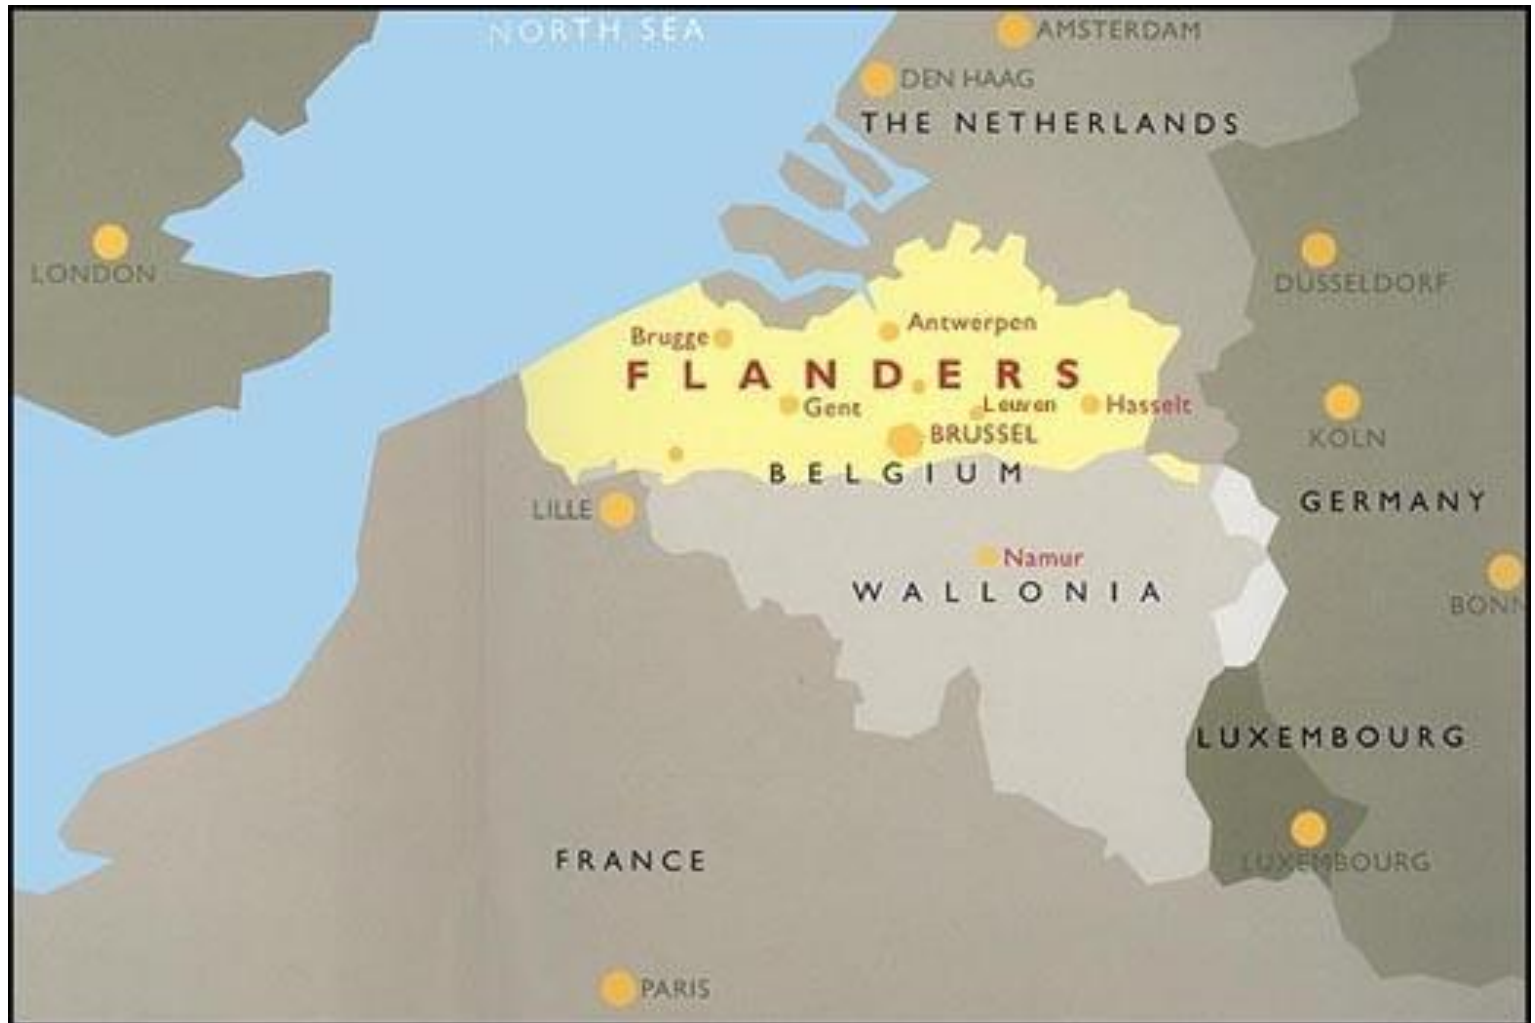 NORTH SEA
AMSTERDAM
DEN HAAG
THE NETHERLANDS
LONDON
DUSSELDORF
Brugge
Antwerpen
FLANDERS
Gent
Leuven
Hasselt
BRUSSEL
KOLN
BELGIUM
LILLE
GERMANY
Namur
WALLONIA
BONN
LUXEMBOURG
FRANCE
LUXEMBOURG
PARIS